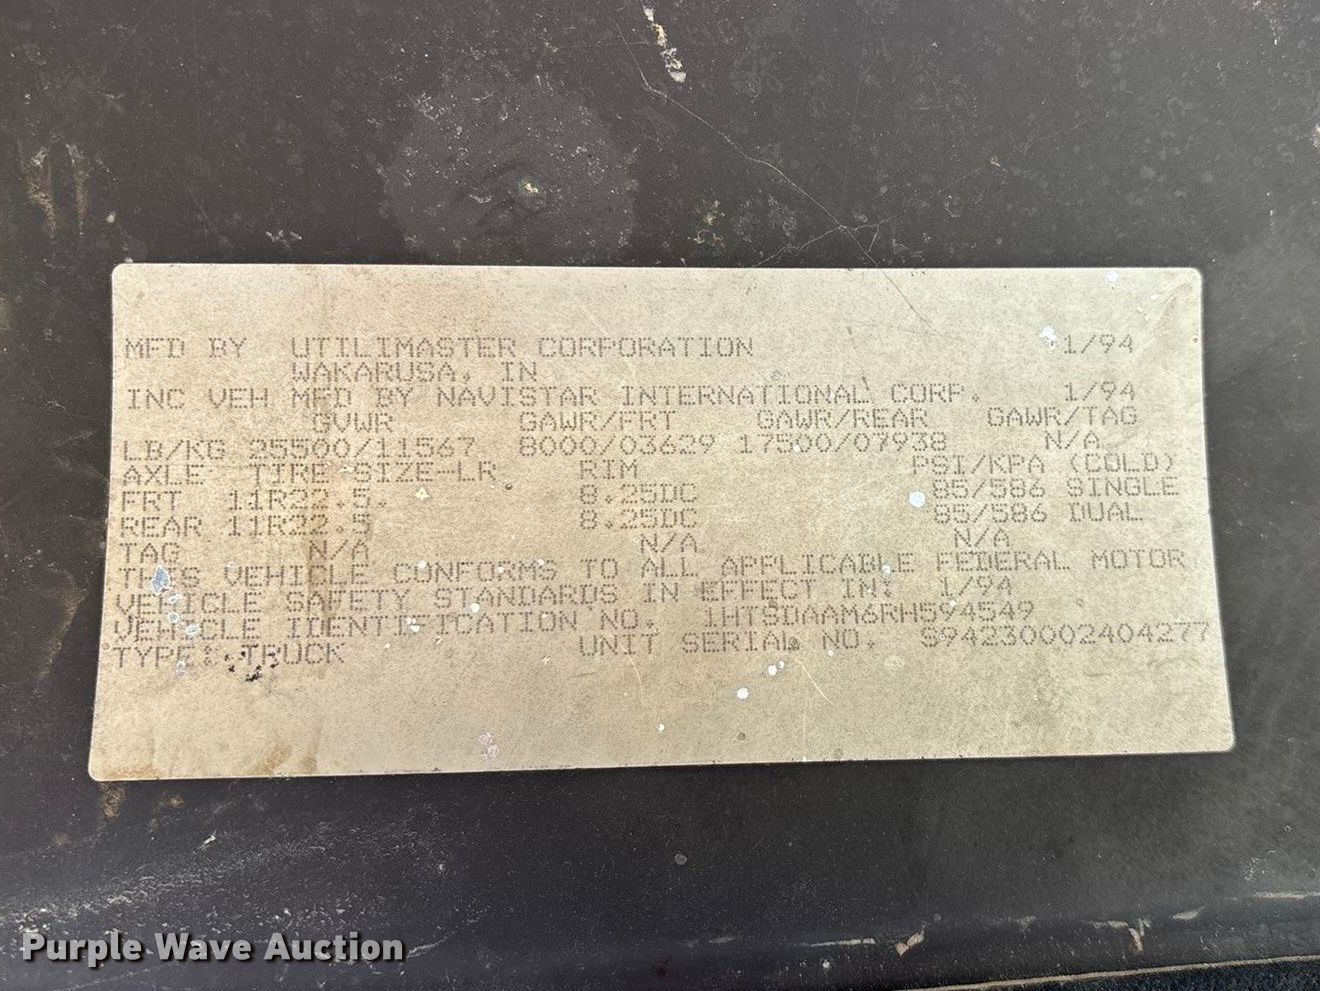 MFD BY UTILIMASTER CORPORATION 1/94
WAKARUSA, IN
INC VEH MFD BY NAVISTAR INTERNATIONAL CORP. 1/94
GVWR GAWR/FRT GAWR/REAR GAWR/TAG
LB/KG 25500/11567 8000/03629 17500/07938 N/A
AXLE TIRE SIZE-LR RIM PSI/KPA (COLD)
FRT 11R22.5. 8.25DC 85/586 SINGLE
REAR 11R22.5 8.25DC 85/586 DUAL
TAG N/A N/A N/A
THIS VEHICLE CONFORMS TO ALL APPLICABLE FEDERAL MOTOR
VEHICLE SAFETY STANDARDS IN EFFECT IN: 1/94
VEHICLE IDENTIFICATION NO. 1HTSDAAM6RH594549
TYPE: TRUCK UNIT SERIAL NO. S94230002404277
Purple Wave Auction